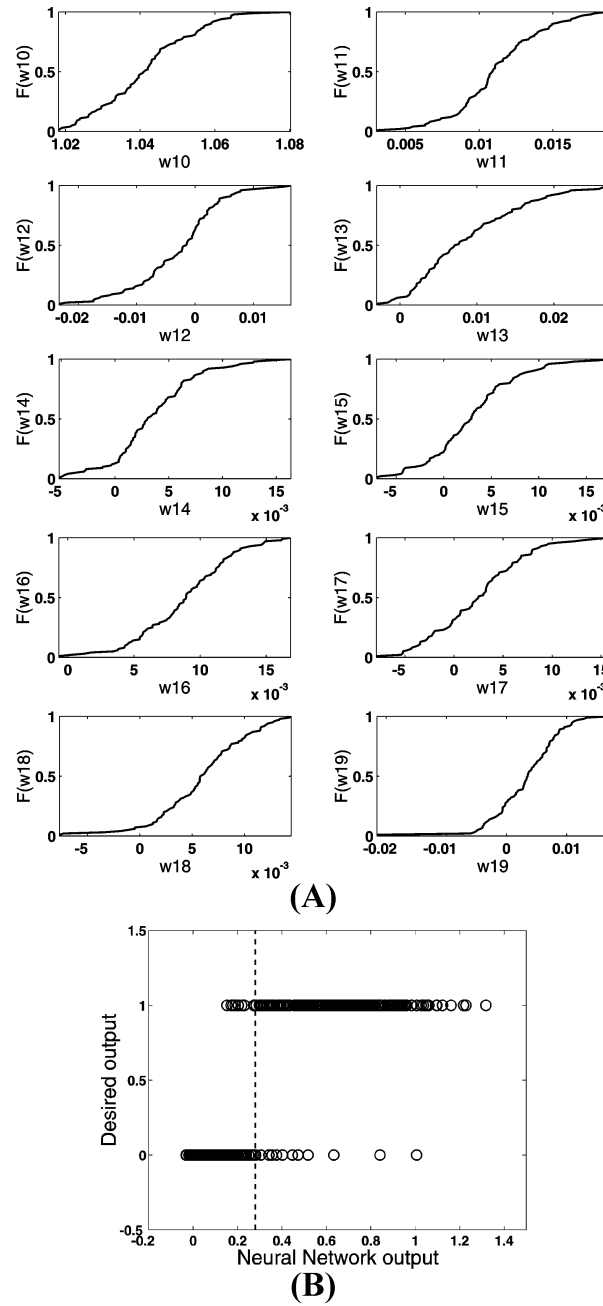 1
0.5
0
F(w10)
1.02 1.04 1.06 1.08
w10
1
0.5
0
F(w11)
0.005 0.01 0.015
w11
1
0.5
0
F(w12)
-0.02 -0.01 0 0.01
w12
1
0.5
0
F(w13)
0 0.01 0.02
w13
1
0.5
0
F(w14)
-5 0 5 10 15
w14
x 10-3
1
0.5
0
F(w15)
-5 0 5 10 15
w15
x 10-3
1
0.5
0
F(w16)
0 5 10 15
w16
x 10-3
1
0.5
0
F(w17)
-5 0 5 10 15
w17
x 10-3
1
0.5
0
F(w18)
-5 0 5 10
w18
x 10-3
1
0.5
0
F(w19)
-0.02 -0.01 0 0.01
w19
(A)
1.5
1
0.5
0
-0.5
Desired output
-0.2 0 0.2 0.4 0.6 0.8 1 1.2 1.4
Neural Network output
(B)